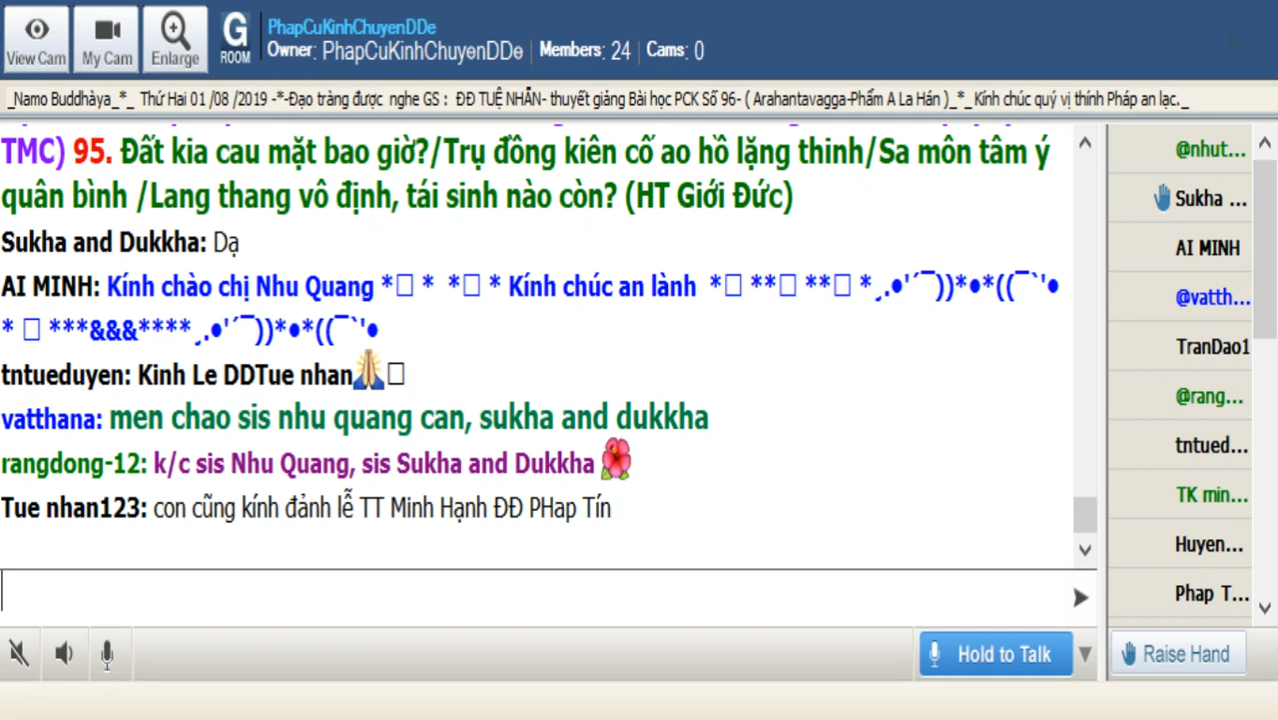 View Cam
My Cam
Enlarge
G
ROOM
PhapCuKinhChuyenDDe
Owner: PhapCuKinhChuyenDDe | Members: 24 | Cams: 0
_Namo Buddhàya_*_ Thứ Hai 01 /08 /2019 -*-Đạo tràng được nghe GS : ĐĐ TUỆ NHẪN- thuyết giảng Bài học PCK Số 96- ( Arahantavagga-Phẩm A La Hán )_*_ Kính chúc quý vị thính Pháp an lạc._
TMC) 95. Đất kia cau mặt bao giờ?/Trụ đồng kiên cố ao hồ lặng thinh/Sa môn tâm ý
quân bình /Lang thang vô định, tái sinh nào còn? (HT Giới Đức)
Sukha and Dukkha: Dạ
AI MINH: Kính chào chị Nhu Quang *□ * *□ * Kính chúc an lành *□ **□ **□ *¸.●'´¯))*●*((¯`'●
* □ ***&&&****¸.●'´¯))*●*((¯`'●
tntueduyen: Kinh Le DDTue nhan🙏□
vatthana: men chao sis nhu quang can, sukha and dukkha
rangdong-12: k/c sis Nhu Quang, sis Sukha and Dukkha 🌺
Tue nhan123: con cũng kính đảnh lễ TT Minh Hạnh ĐĐ PHap Tín
@nhut...
Sukha ...
AI MINH
@vatth...
TranDao1
@rang...
tntued...
TK min...
Huyen...
Phap T...
Hold to Talk
Raise Hand